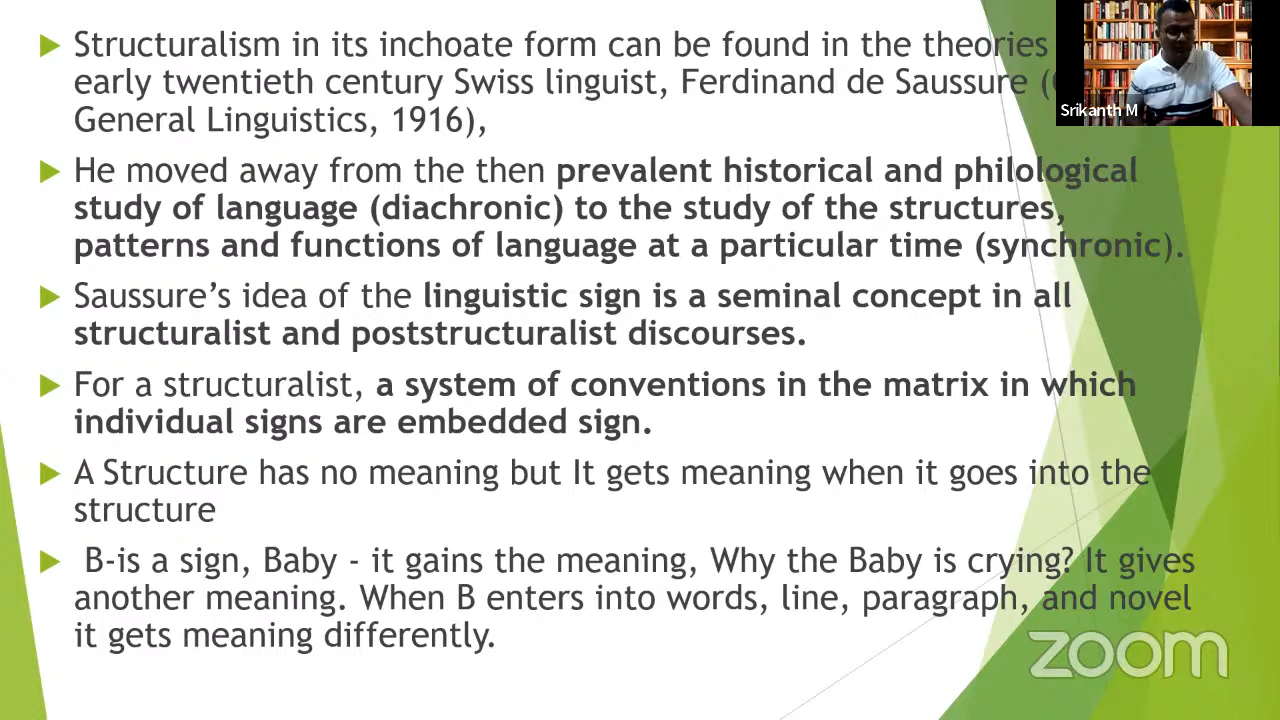 Structuralism in its inchoate form can be found in the theories
early twentieth century Swiss linguist, Ferdinand de Saussure (
General Linguistics, 1916),
He moved away from the then prevalent historical and philological
study of language (diachronic) to the study of the structures,
patterns and functions of language at a particular time (synchronic).
Saussure’s idea of the linguistic sign is a seminal concept in all
structuralist and poststructuralist discourses.
For a structuralist, a system of conventions in the matrix in which
individual signs are embedded sign.
A Structure has no meaning but It gets meaning when it goes into the
structure
B-is a sign, Baby - it gains the meaning, Why the Baby is crying? It gives
another meaning. When B enters into words, line, paragraph, and novel
it gets meaning differently.
Srikanth M
zoom